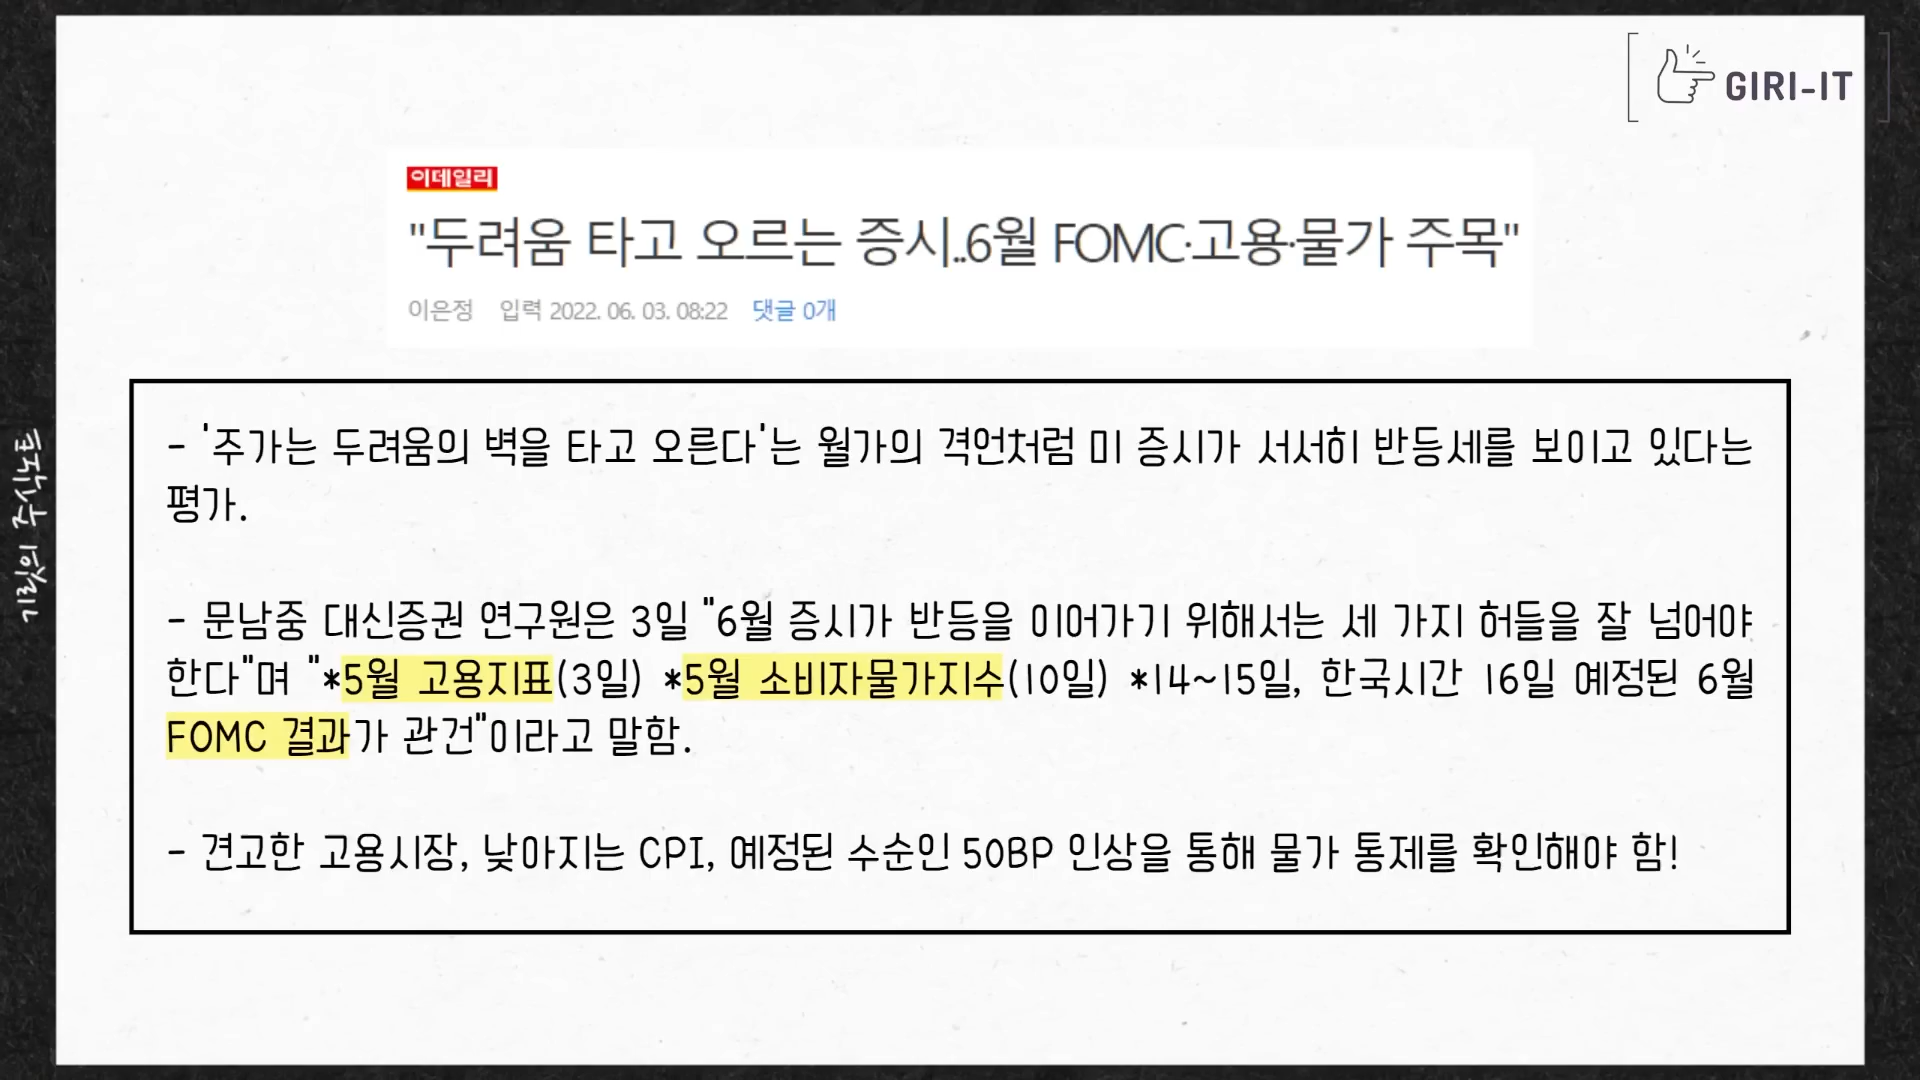 GIRI-IT
이데일리
"두려움 타고 오르는 증시..6월 FOMC·고용·물가 주목"
이은정 입력 2022. 06. 03. 08:22 댓글 0개
- '주가는 두려움의 벽을 타고 오른다'는 월가의 격언처럼 미 증시가 서서히 반등세를 보이고 있다는
평가.
- 문남중 대신증권 연구원은 3일 "6월 증시가 반등을 이어가기 위해서는 세 가지 허들을 잘 넘어야
한다"며 "*5월 고용지표(3일) *5월 소비자물가지수(10일) *14~15일, 한국시간 16일 예정된 6월
FOMC 결과가 관건"이라고 말함.
- 견고한 고용시장, 낮아지는 CPI, 예정된 수순인 50BP 인상을 통해 물가 통제를 확인해야 함!
기릿의 주식노트